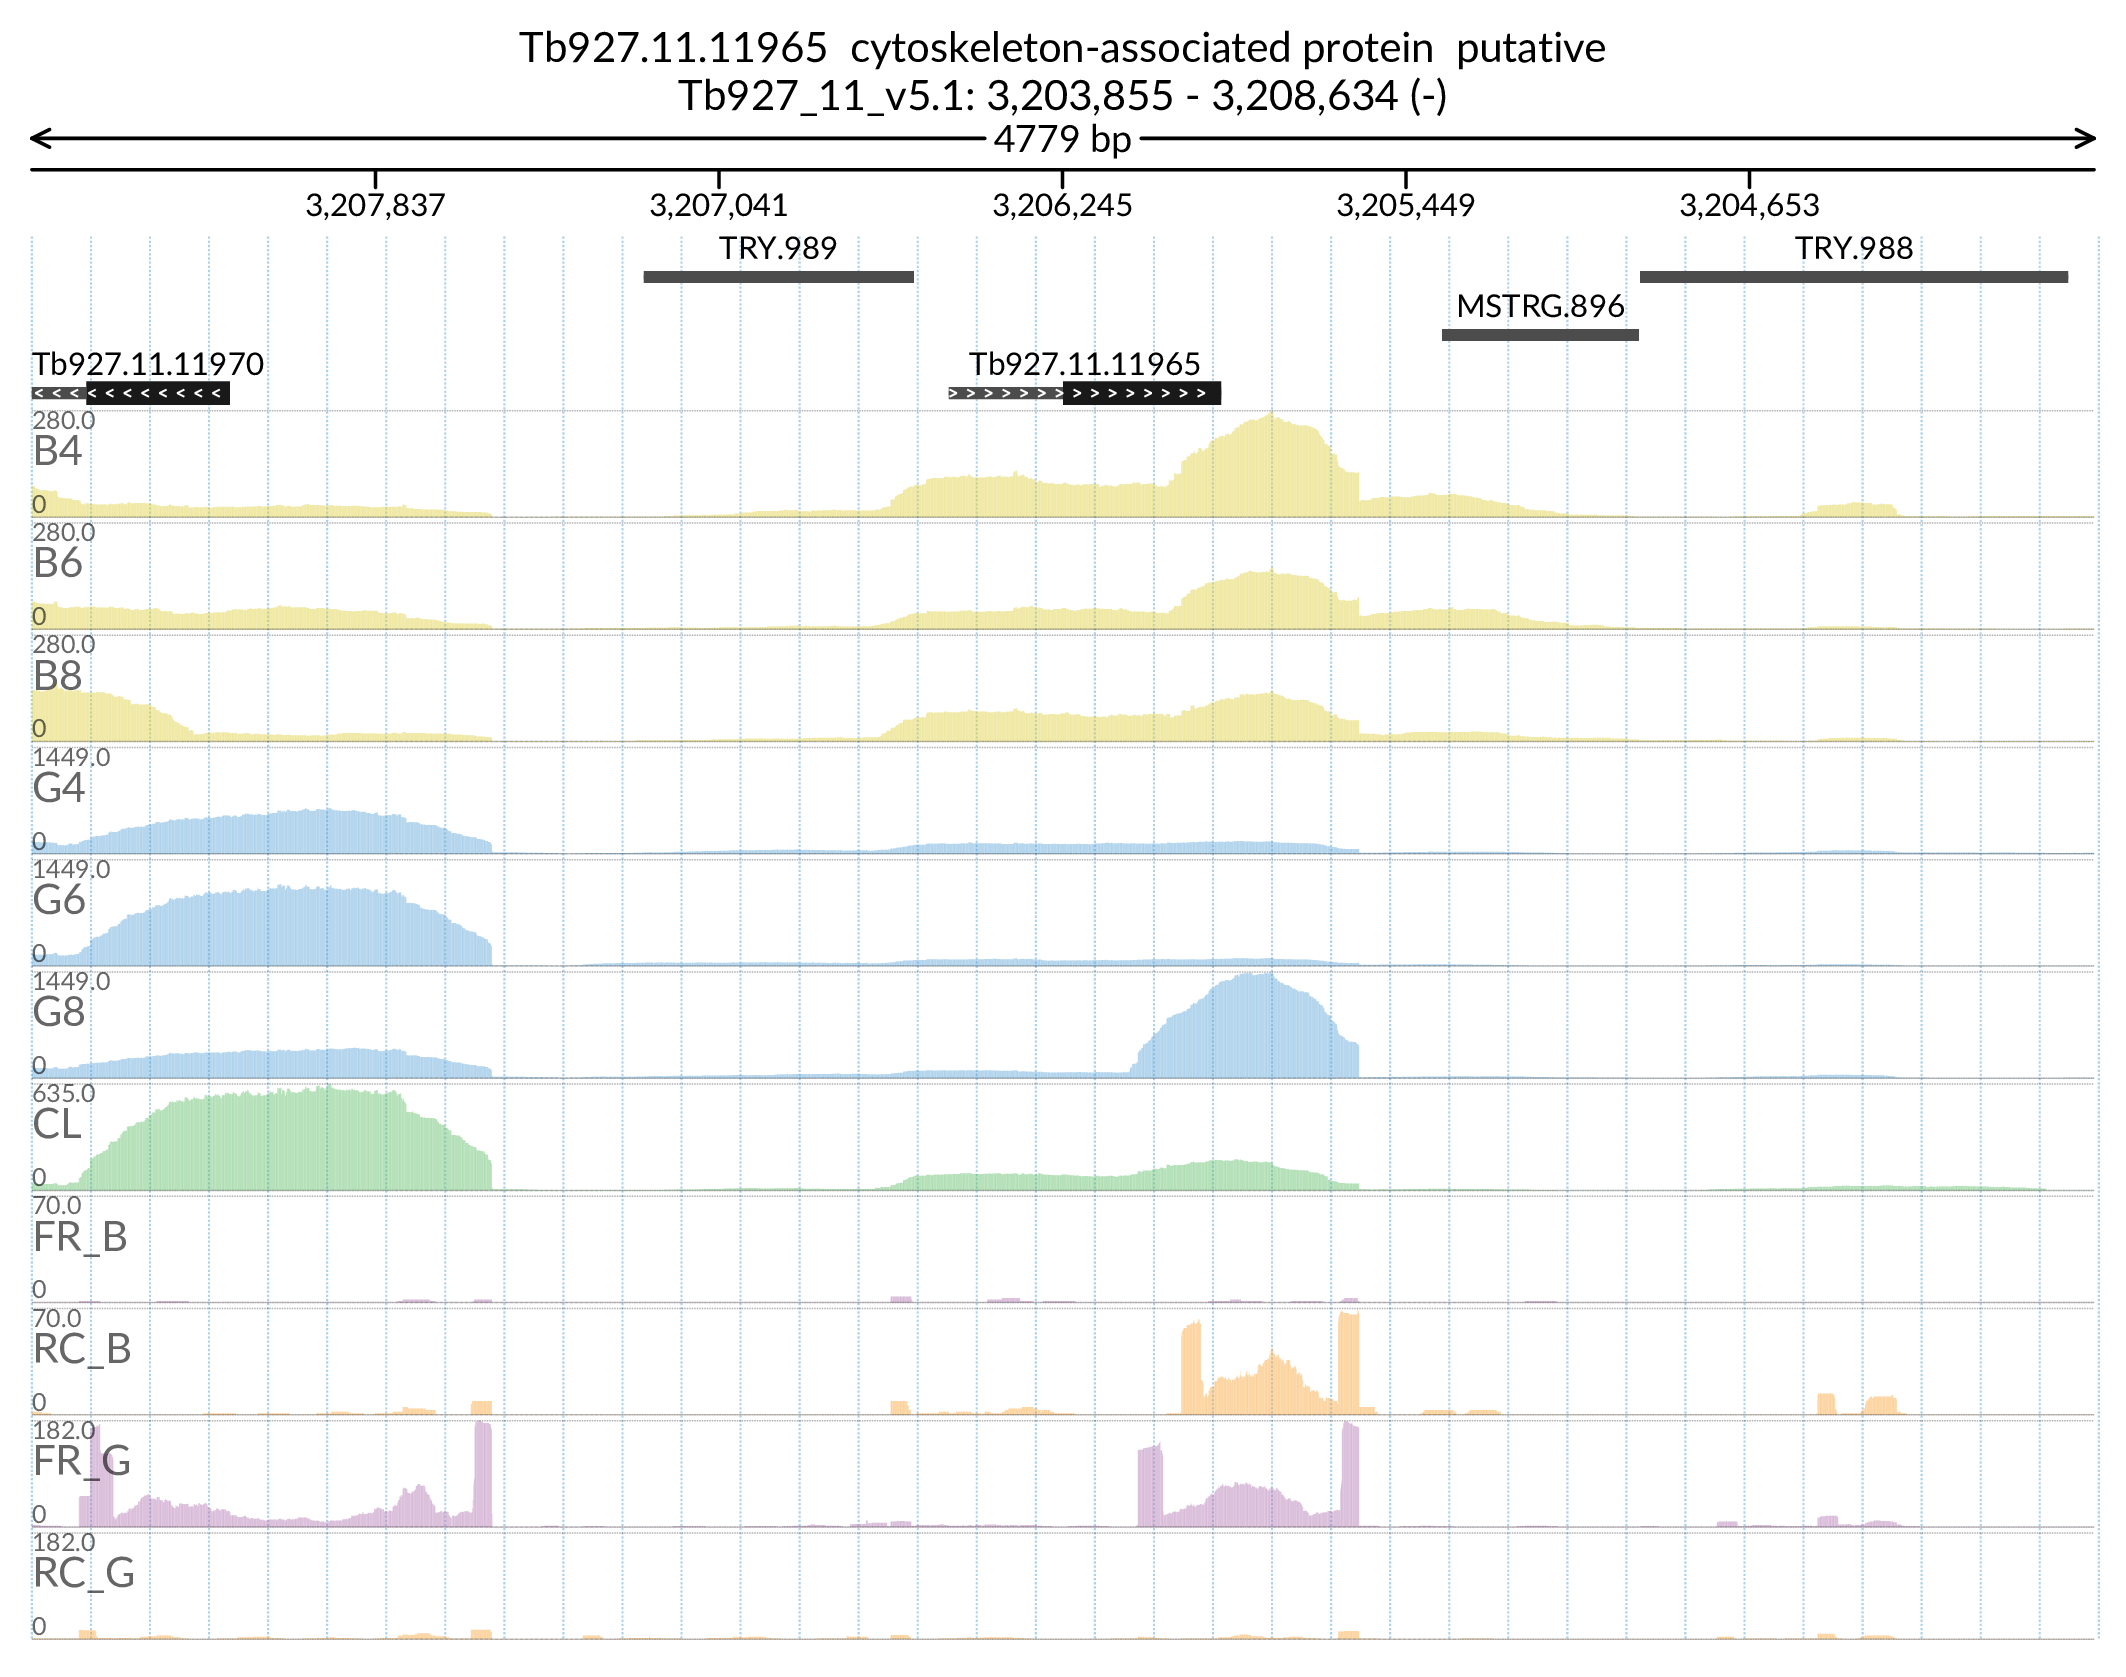 Tb927.11.11965  cytoskeleton-associated protein  putative
Tb927_11_v5.1: 3,203,855 - 3,208,634 (-)
4779 bp
3,207,837 3,207,041 3,206,245 3,205,449 3,204,653
TRY.989 TRY.988
MSTRG.896
Tb927.11.11970 Tb927.11.11965
280.0
B4
0
280.0
B6
0
280.0
B8
0
1449.0
G4
0
1449.0
G6
0
1449.0
G8
0
635.0
CL
0
70.0
FR_B
0
70.0
RC_B
0
182.0
FR_G
0
182.0
RC_G
0